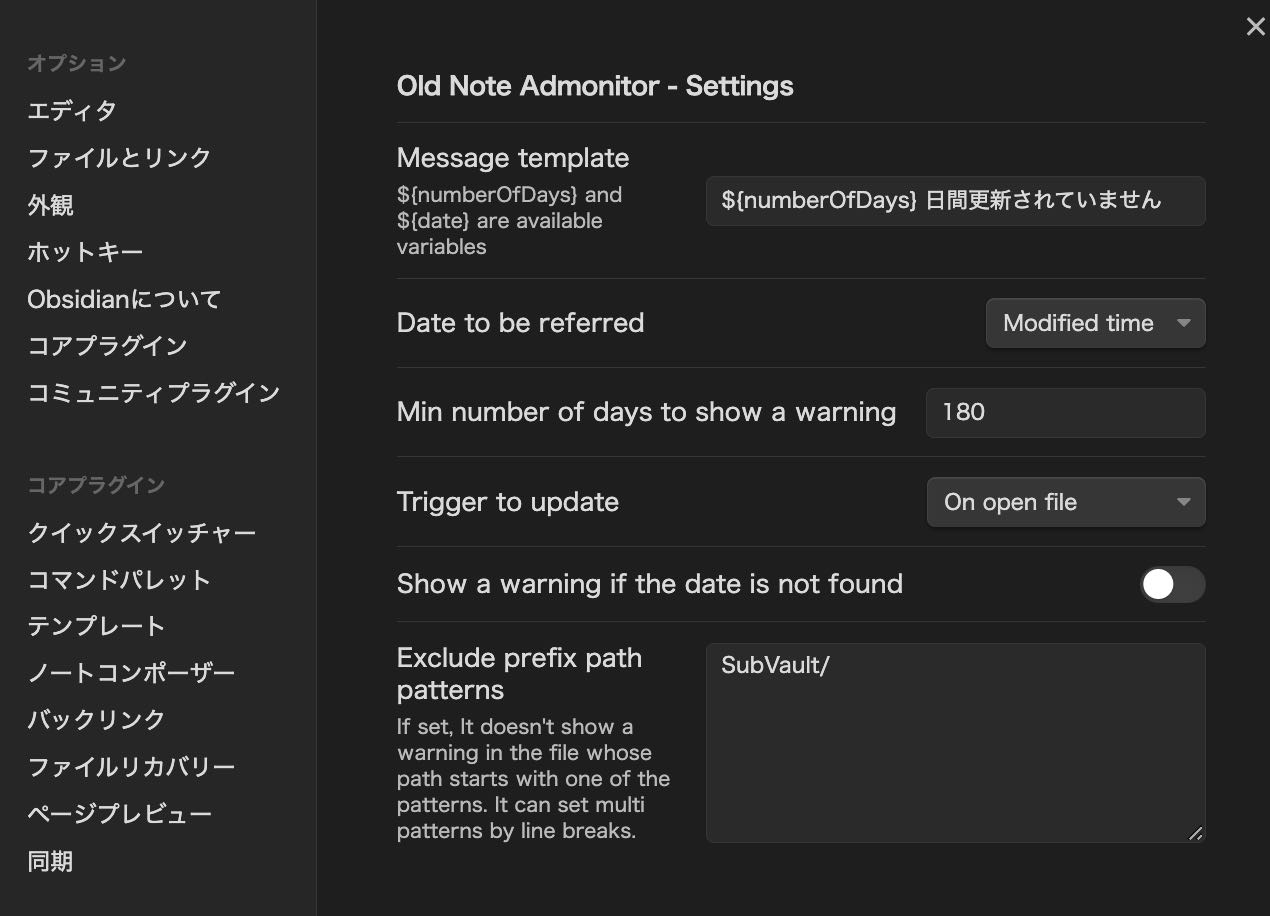 オプション
エディタ
ファイルとリンク
外観
ホットキー
Obsidianについて
コアプラグイン
コミュニティプラグイン
コアプラグイン
クイックスイッチャー
コマンドパレット
テンプレート
ノートコンポーザー
バックリンク
ファイルリカバリー
ページプレビュー
同期
Old Note Admonitor - Settings
Message template
${numberOfDays} and
${date} are available
variables
${numberOfDays} 日間更新されていません
Date to be referred
Modified time
Min number of days to show a warning
180
Trigger to update
On open file
Show a warning if the date is not found
Exclude prefix path
patterns
If set, It doesn't show a
warning in the file whose
path starts with one of the
patterns. It can set multi
patterns by line breaks.
SubVault/